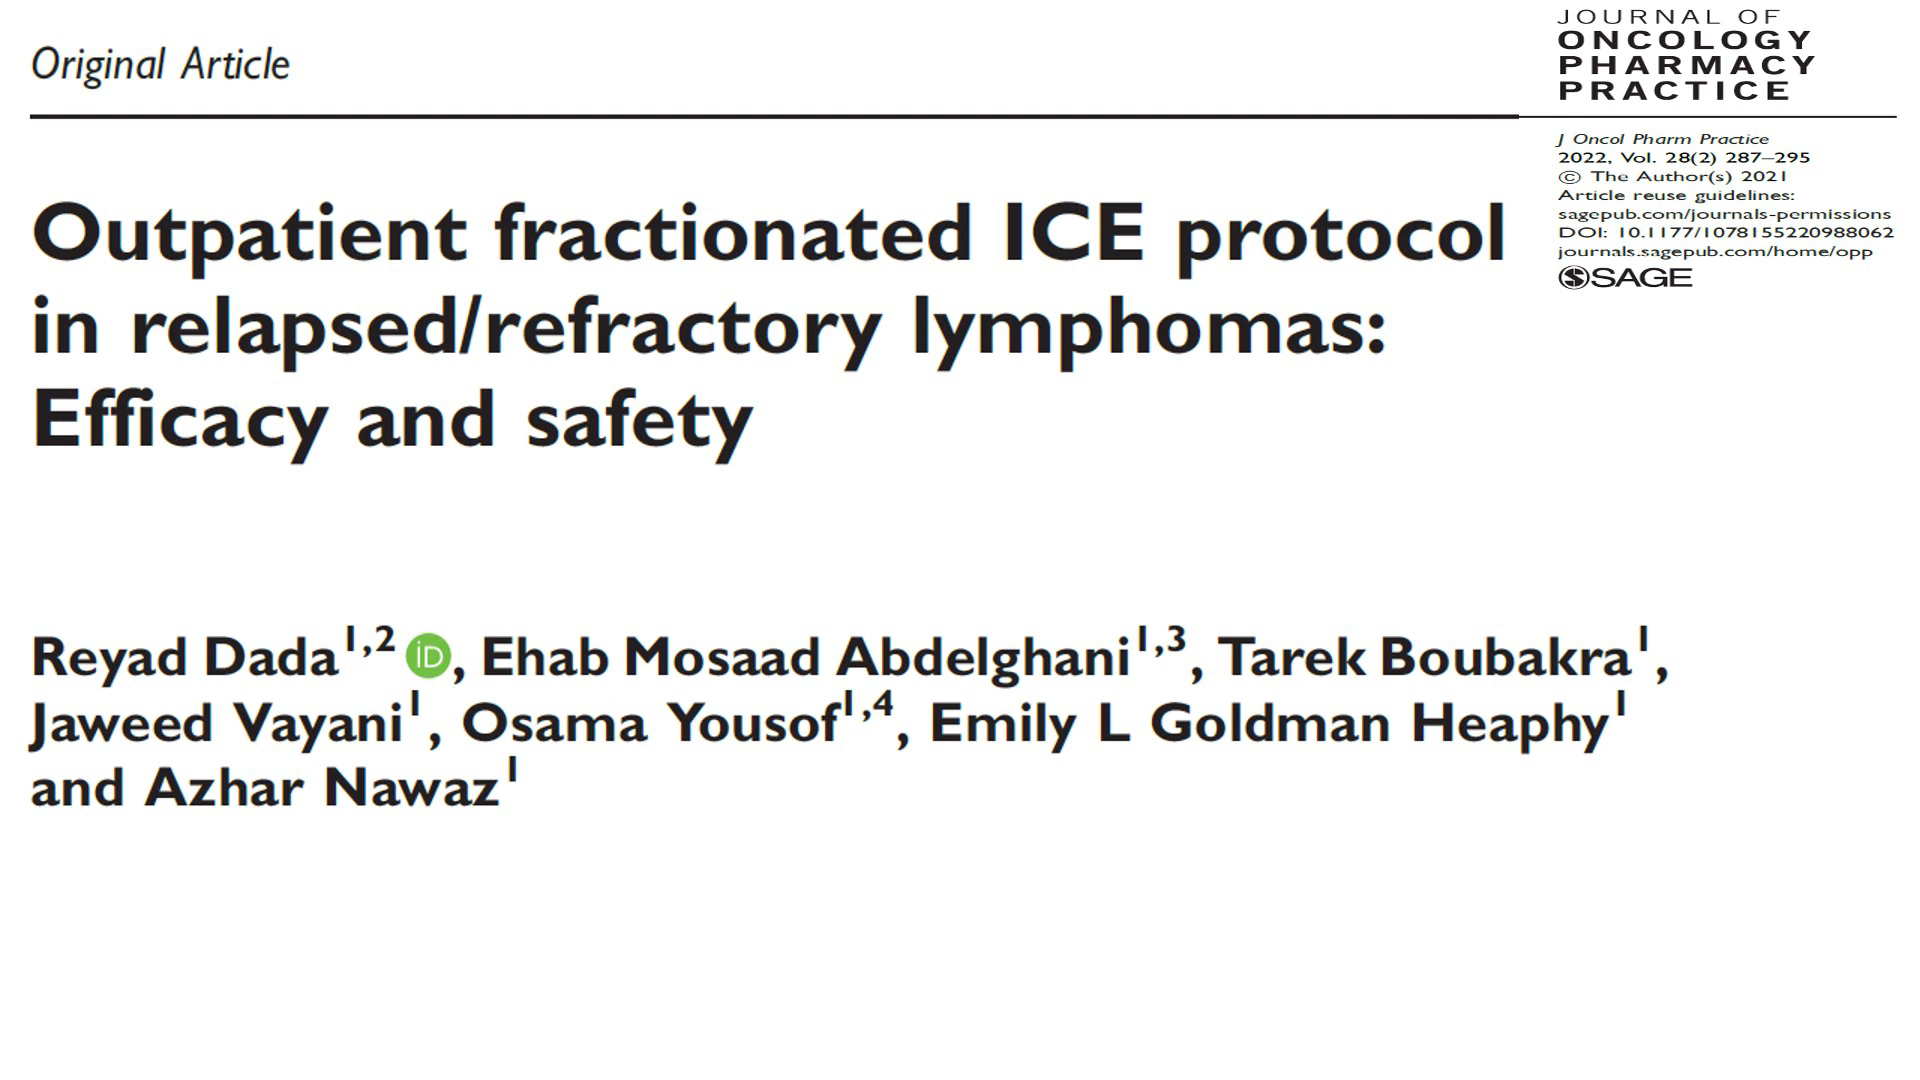 Original Article
JOURNAL OF
ONCOLOGY
PHARMACY
PRACTICE
J Oncol Pharm Practice
2022, Vol. 28(2) 287–295
© The Author(s) 2021
Article reuse guidelines:
sagepub.com/journals-permissions
DOI: 10.1177/1078155220988062
journals.sagepub.com/home/opp
SAGE
Outpatient fractionated ICE protocol
in relapsed/refractory lymphomas:
Efficacy and safety
Reyad Dada1,2 iD, Ehab Mosaad Abdelghani1,3, Tarek Boubakra1,
Jaweed Vayani1, Osama Yousof1,4, Emily L Goldman Heaphy1
and Azhar Nawaz1